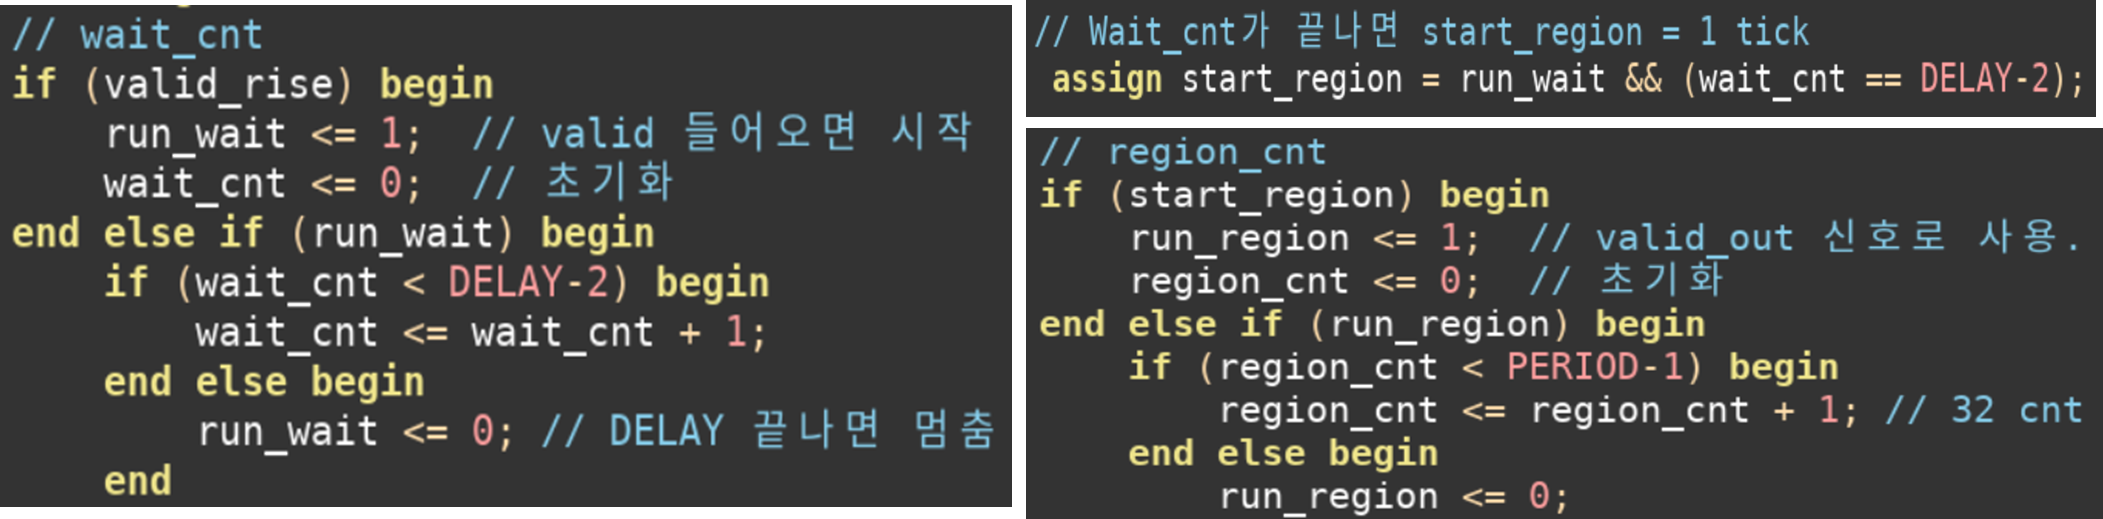 // wait_cnt
if (valid_rise) begin
    run_wait <= 1;  // valid 들어오면 시작
    wait_cnt <= 0;  // 초기화
end else if (run_wait) begin
    if (wait_cnt < DELAY-2) begin
        wait_cnt <= wait_cnt + 1;
    end else begin
        run_wait <= 0; // DELAY 끝나면 멈춤
    end
// Wait_cnt가 끝나면 start_region = 1 tick
assign start_region = run_wait && (wait_cnt == DELAY-2);
// region_cnt
if (start_region) begin
    run_region <= 1;  // valid_out 신호로 사용.
    region_cnt <= 0;  // 초기화
end else if (run_region) begin
    if (region_cnt < PERIOD-1) begin
        region_cnt <= region_cnt + 1; // 32 cnt
    end else begin
        run_region <= 0;